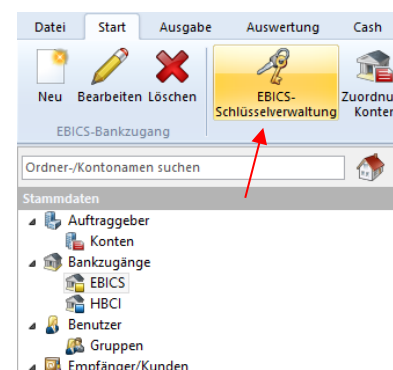 Datei Start Ausgabe Auswertung Cash
Neu Bearbeiten Löschen EBICS- Zuordnu
Schlüsselverwaltung Konten
EBICS-Bankzugang
Ordner-/Kontonamen suchen
Stammdaten
Auftraggeber
Konten
Bankzugänge
EBICS
HBCI
Benutzer
Gruppen
Empfänger/Kunden